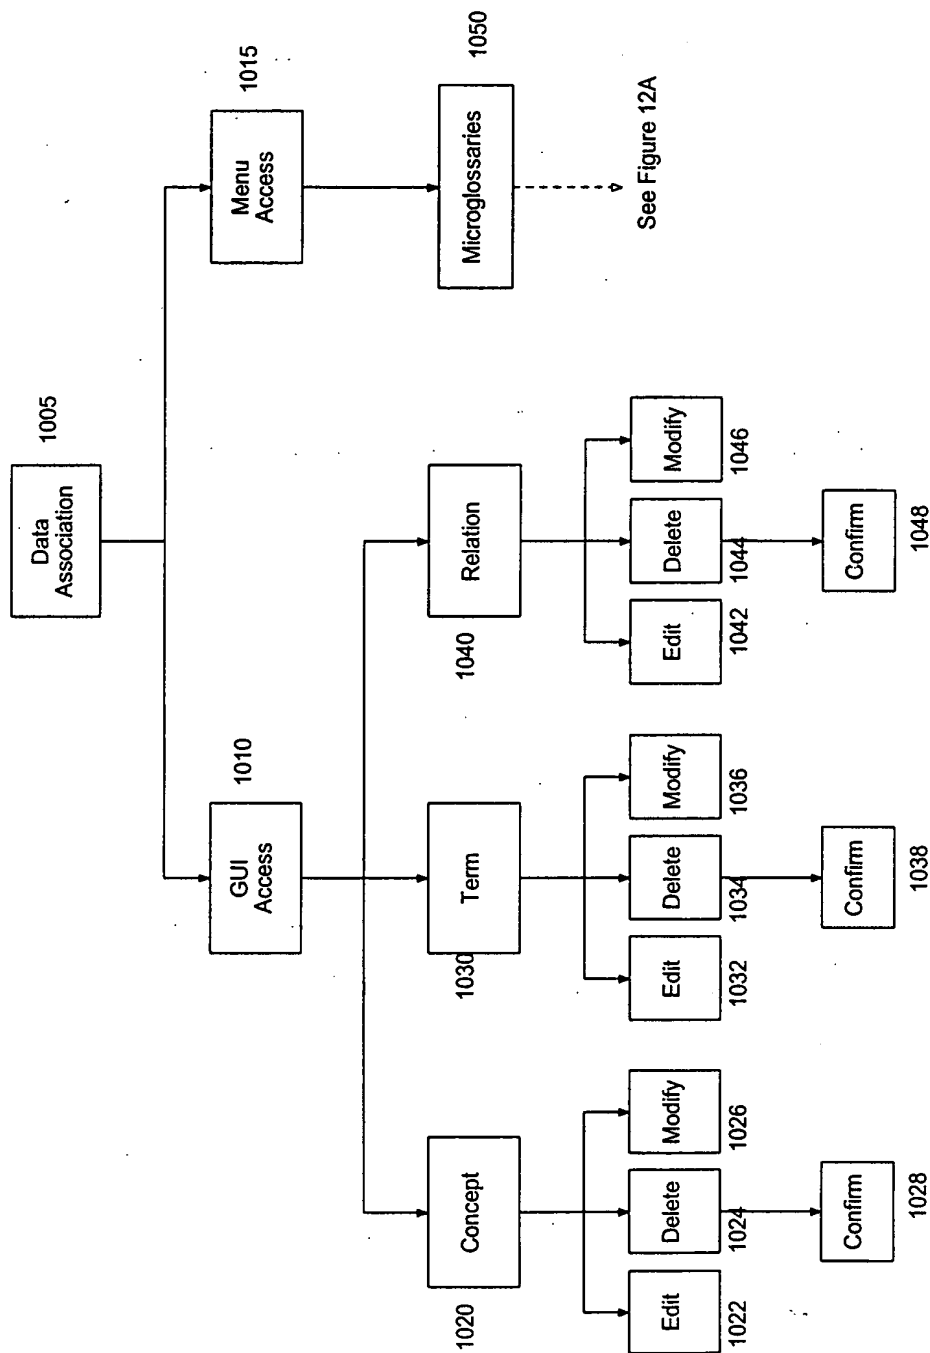 Data
Association
1005
GUI
Access
1010
Menu
Access
1015
Concept
1020
Term
1030
Relation
1040
Microglossaries
1050
Edit
1022
Delete
1024
Modify
1026
Edit
1032
Delete
1034
Modify
1036
Edit
1042
Delete
1044
Modify
1046
See Figure 12A
Confirm
1028
Confirm
1038
Confirm
1048